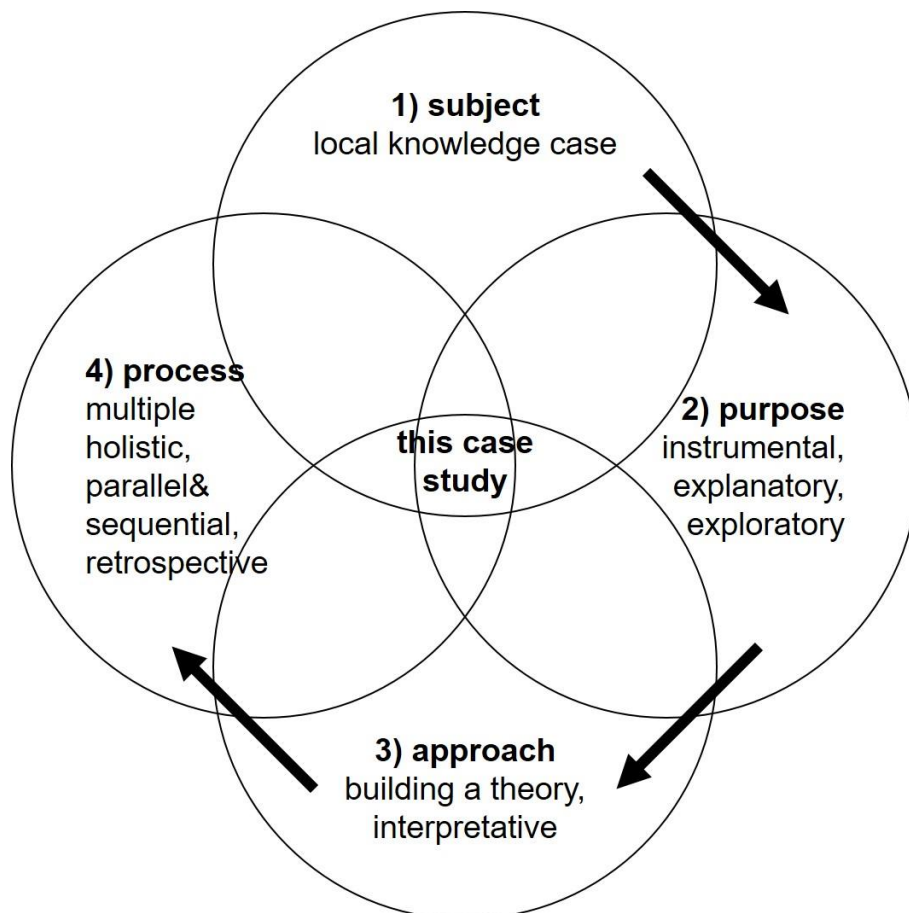 1) subject
local knowledge case
2) purpose
instrumental,
explanatory,
exploratory
3) approach
building a theory,
interpretative
4) process
multiple
holistic,
parallel&
sequential,
retrospective
this case
study